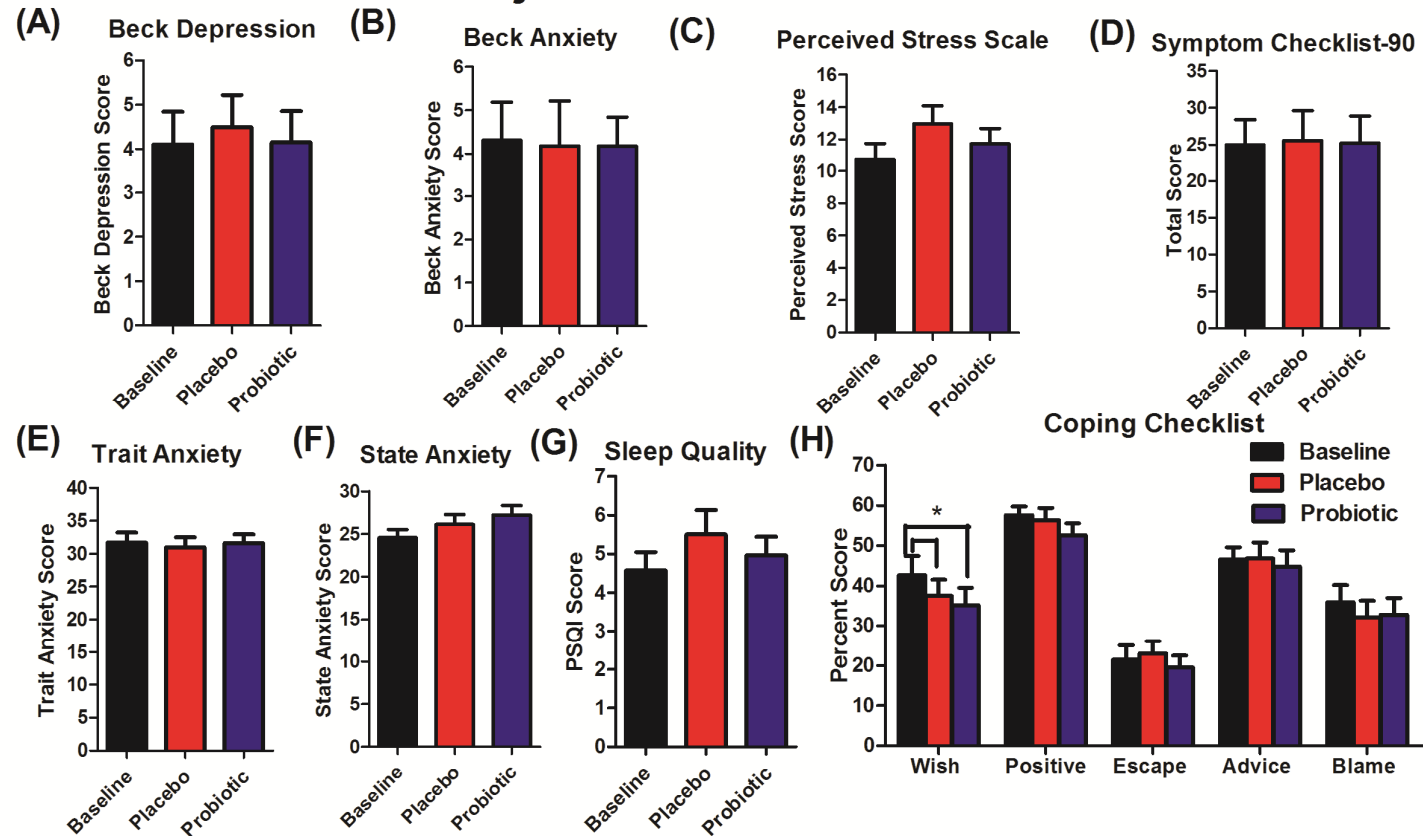 (A)
Beck Depression
Beck Depression Score
6
5
4
3
2
1
0
Baseline
Placebo
Probiotic
(B)
Beck Anxiety
Beck Anxiety Score
6
5
4
3
2
1
0
Baseline
Placebo
Probiotic
(C)
Perceived Stress Scale
Perceived Stress Score
16
14
12
10
8
6
4
2
0
Baseline
Placebo
Probiotic
(D)
Symptom Checklist-90
Total Score
35
30
25
20
15
10
5
0
Baseline
Placebo
Probiotic
(E)
Trait Anxiety
Trait Anxiety Score
40
35
30
25
20
15
10
5
0
Baseline
Placebo
Probiotic
(F)
State Anxiety
State Anxiety Score
30
25
20
15
10
5
0
Baseline
Placebo
Probiotic
(G)
Sleep Quality
PSQI Score
7
6
5
4
3
2
1
0
Baseline
Placebo
Probiotic
(H)
Coping Checklist
Baseline
Placebo
Probiotic
Percent Score
70
60
50
40
30
20
10
0
*
Wish
Positive
Escape
Advice
Blame